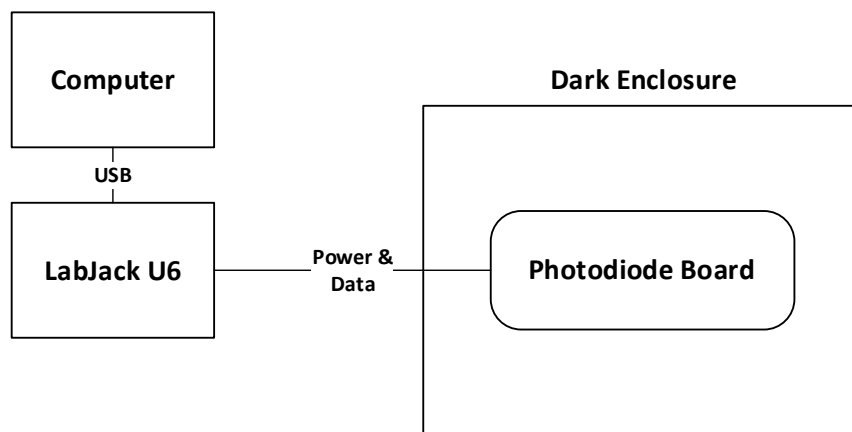 Computer
Dark Enclosure
USB
LabJack U6
Power &
Data
Photodiode Board